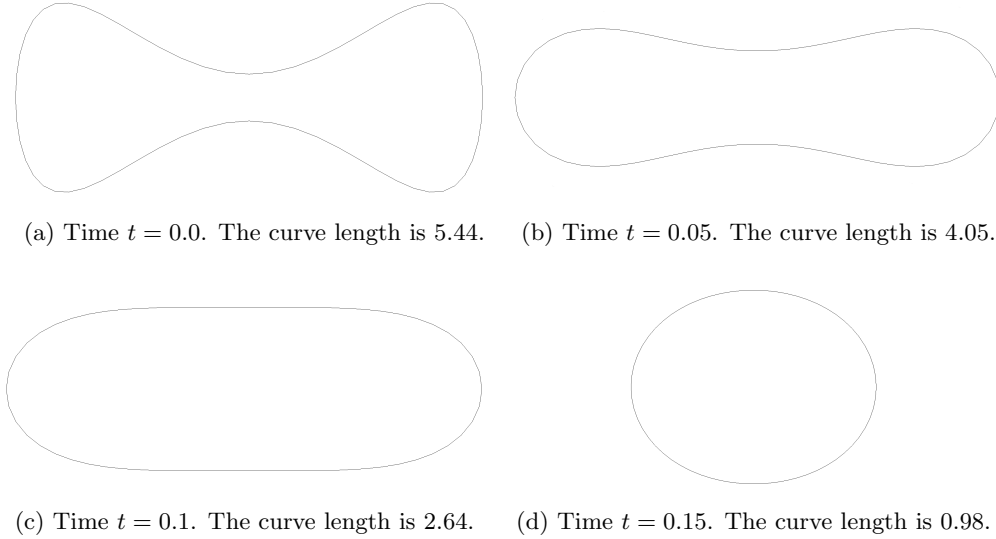 (a) Time t = 0.0. The curve length is 5.44.
(b) Time t = 0.05. The curve length is 4.05.
(c) Time t = 0.1. The curve length is 2.64.
(d) Time t = 0.15. The curve length is 0.98.